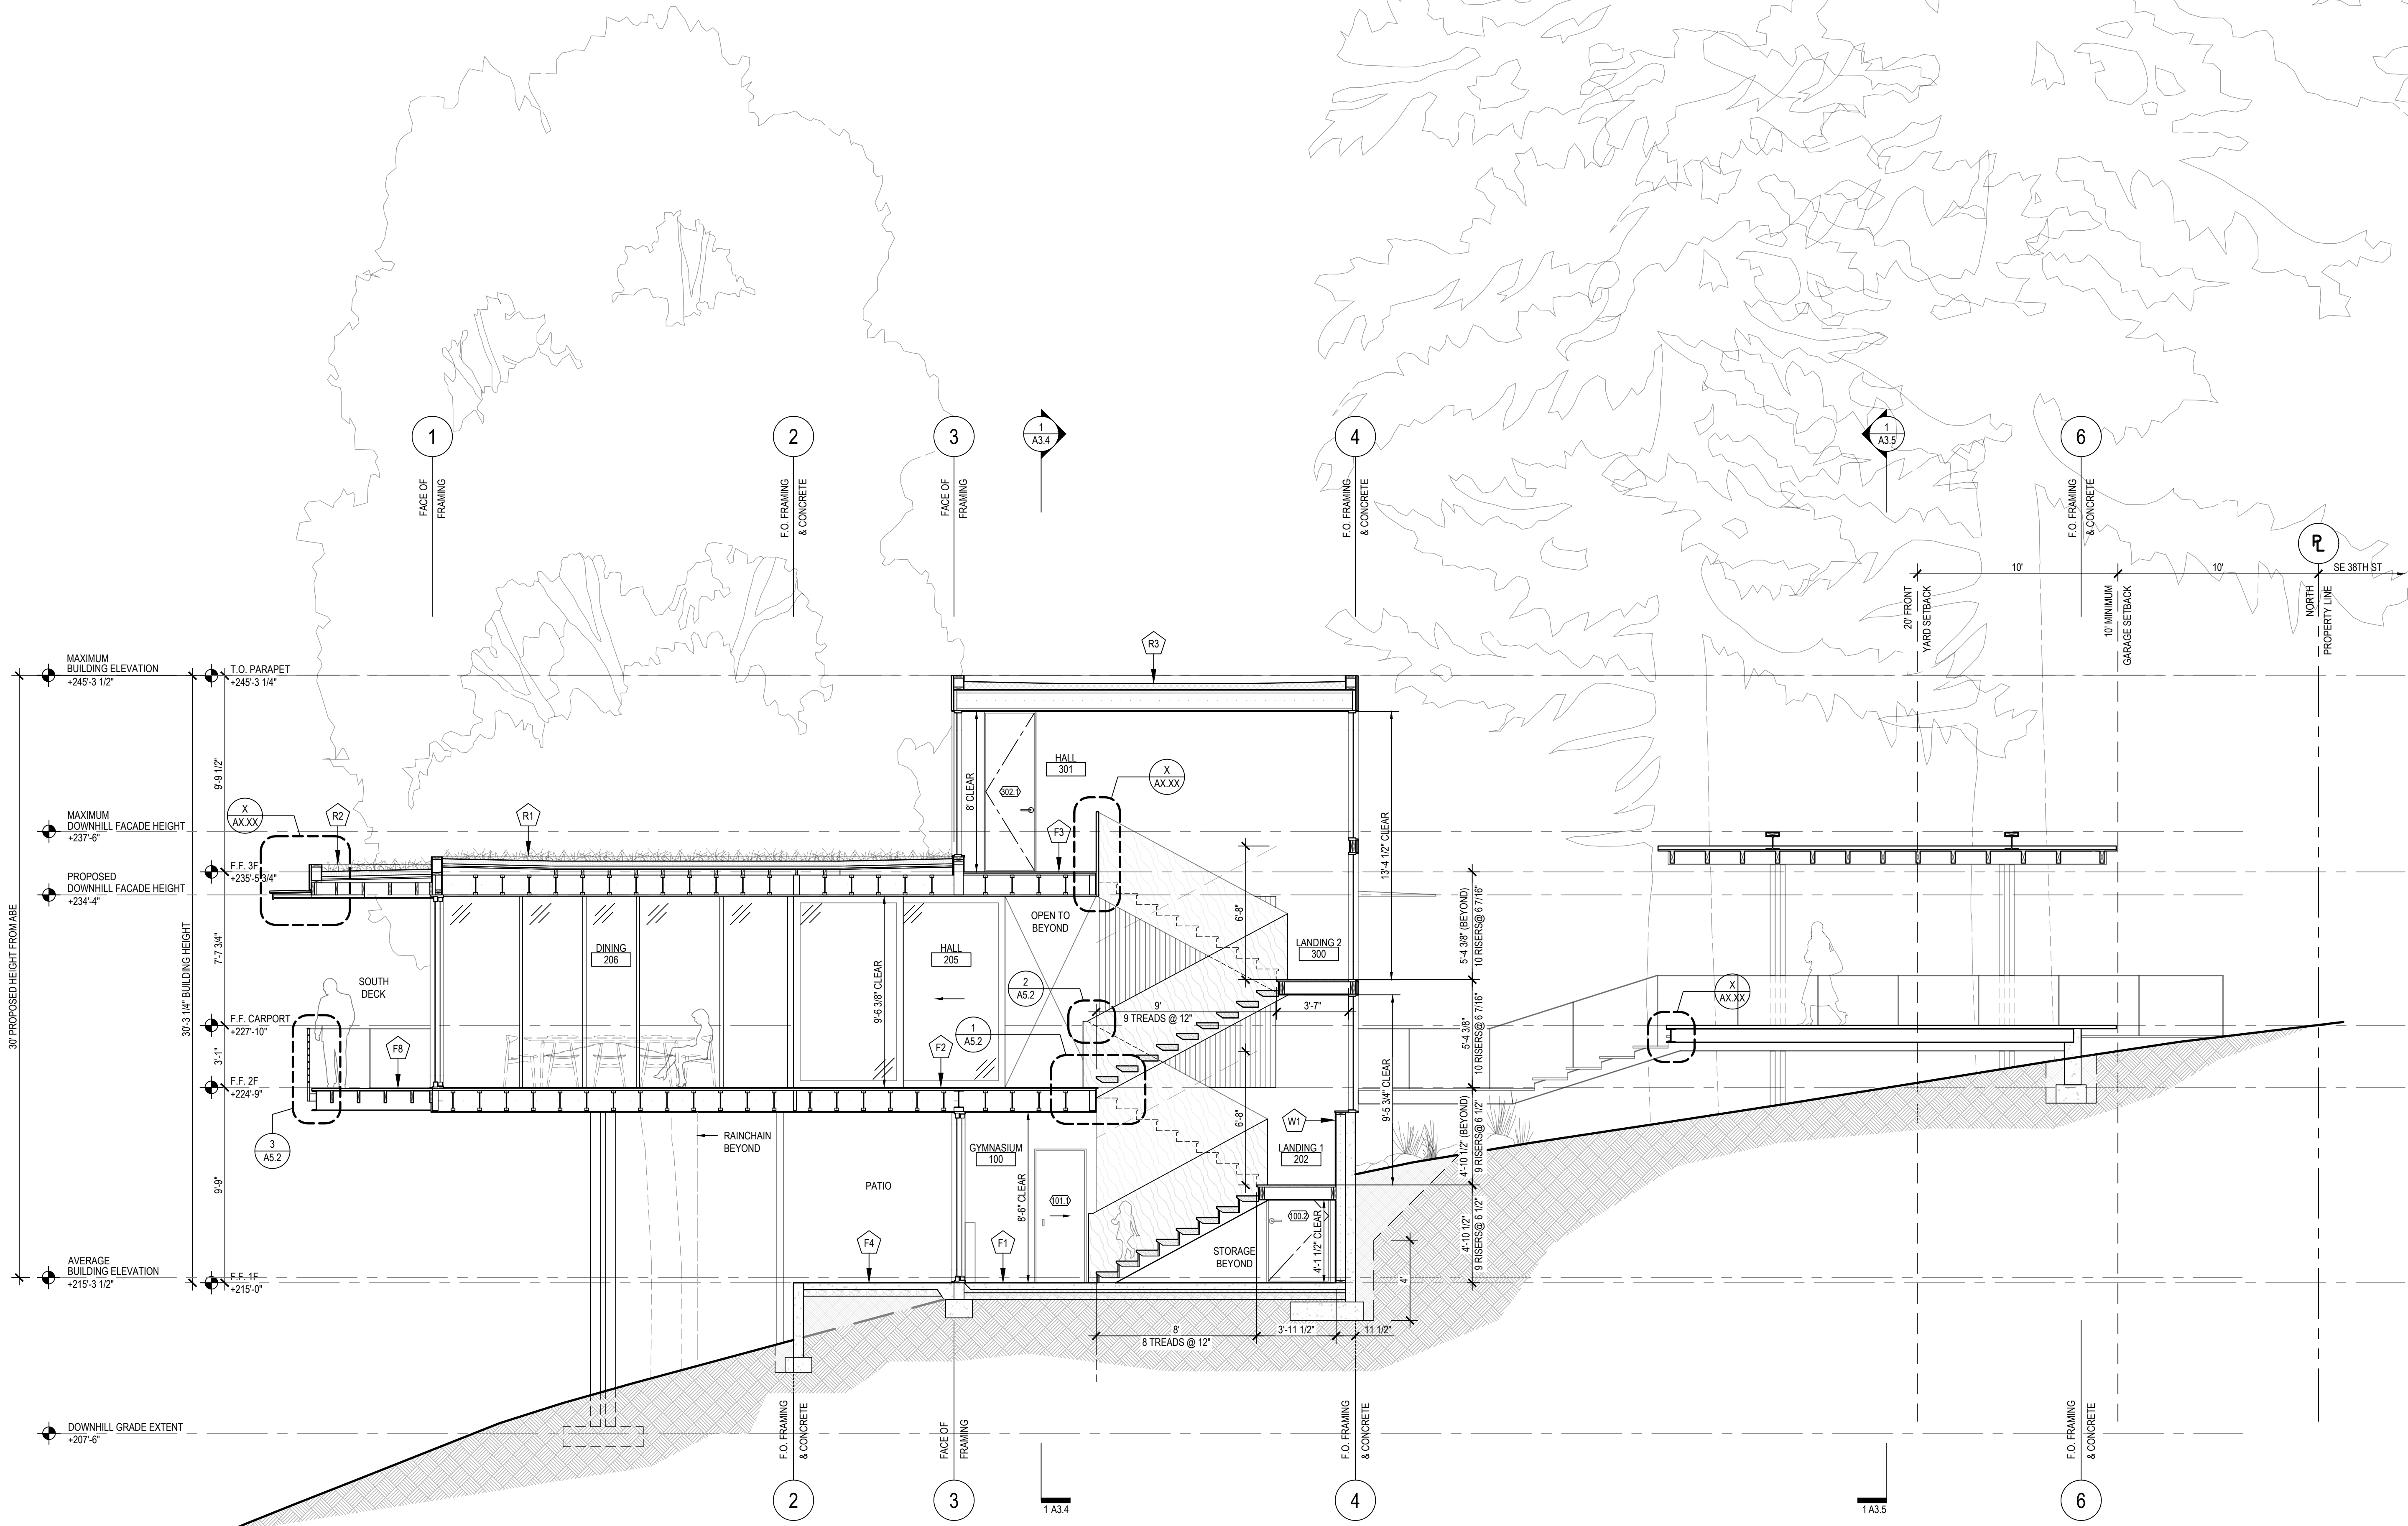 1
2
3
1
A3.4
4
1
A3.5
6
FACE OF
FRAMING
F.O. FRAMING
& CONCRETE
FACE OF
FRAMING
F.O. FRAMING
& CONCRETE
F.O. FRAMING
& CONCRETE
PL
10'
10'
SE 38TH ST
20' FRONT
YARD SETBACK
10' MINIMUM
GARAGE SETBACK
NORTH
PROPERTY LINE
MAXIMUM
BUILDING ELEVATION
+245'-3 1/2"
T.O. PARAPET
+245'-3 1/4"
R3
9'-9 1/2"
8' CLEAR
HALL
301
302.1
X
AX.XX
F3
13'-4 1/2" CLEAR
MAXIMUM
DOWNHILL FACADE HEIGHT
+237'-6"
X
AX.XX
R2
R1
F.F. 3F
+235'-5 3/4"
PROPOSED
DOWNHILL FACADE HEIGHT
+234'-4"
30' PROPOSED HEIGHT FROM ABE
30'-3 1/4" BUILDING HEIGHT
7'-7 3/4"
SOUTH
DECK
DINING
206
9'-6 3/8" CLEAR
HALL
205
OPEN TO
BEYOND
6'-8"
LANDING 2
300
5'-4 3/8" (BEYOND)
10 RISERS@ 6 7/16"
2
A5.2
9'
9 TREADS @ 12"
3'-7"
X
AX.XX
F.F. CARPORT
+227'-10"
3'-1"
F8
F2
1
A5.2
5'-4 3/8"
10 RISERS@ 6 7/16"
F.F. 2F
+224'-9"
9'-5 3/4" CLEAR
3
A5.2
RAINCHAIN
BEYOND
GYMNASIUM
100
6'-8"
W1
LANDING 1
202
4'-10 1/2" (BEYOND)
9 RISERS@ 6 1/2"
9'-9"
PATIO
8'-6" CLEAR
101.1
100.2
F4
F1
STORAGE
BEYOND
4'-1 1/2" CLEAR
4'-10 1/2"
9 RISERS@ 6 1/2"
4'
AVERAGE
BUILDING ELEVATION
+215'-3 1/2"
F.F. 1F
+215'-0"
8'
8 TREADS @ 12"
3'-11 1/2"
11 1/2"
DOWNHILL GRADE EXTENT
+207'-6"
F.O. FRAMING
& CONCRETE
FACE OF
FRAMING
F.O. FRAMING
& CONCRETE
F.O. FRAMING
& CONCRETE
2
3
1 A3.4
4
1 A3.5
6